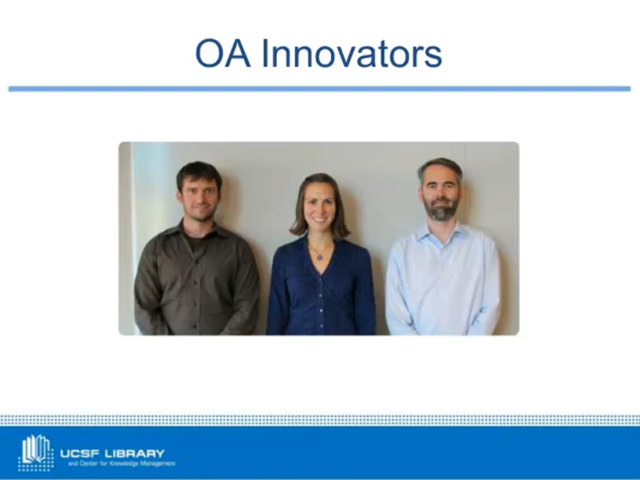 OA Innovators
UCSF LIBRARY
and Center for Knowledge Management